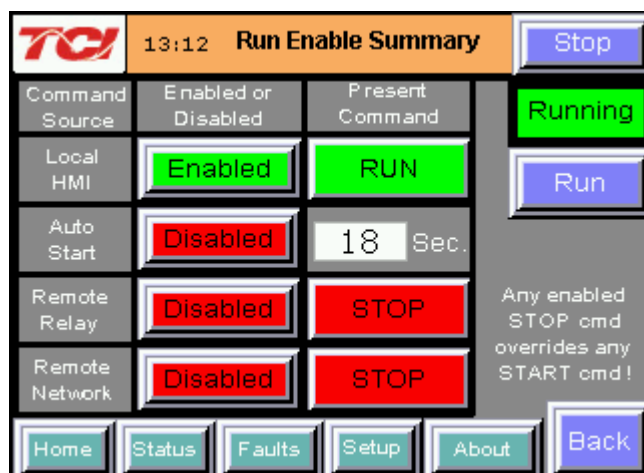 TCI 13:12 Run Enable Summary Stop
Command Source Enabled or Disabled Present Command Running
Local HMI Enabled RUN Run
Auto Start Disabled 18 Sec.
Remote Relay Disabled STOP
Any enabled
STOP cmd
overrides any
START cmd!
Remote Network Disabled STOP
Home Status Faults Setup About Back